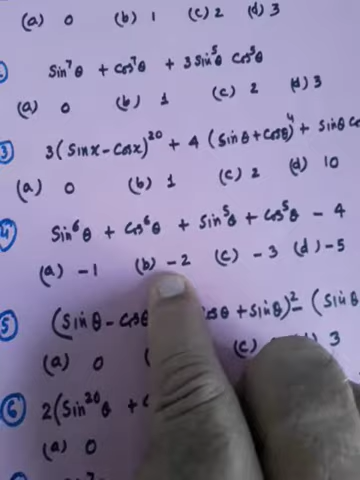 (a) 0 (b) 1 (c) 2 (d) 3
Sin⁷θ + cos⁷θ + 3 Sin⁵θ cos⁵θ
(a) 0 (b) 1 (c) 2 (d) 3
③ 3(Sinx - cosx)²⁰ + 4 (Sinθ + cosθ)⁴ + Sinθ
(a) 0 (b) 1 (c) 2 (d) 10
④ Sin⁶θ + cos⁶θ + Sin⁵θ + cos⁵θ - 4
(a) -1 (b) -2 (c) -3 (d) -5
⑤ (Sinθ - cosθ + Sinθ)² - (Sinθ
(a) 0 (c) 3
⑥ 2(Sin²⁰θ +
(a) 0